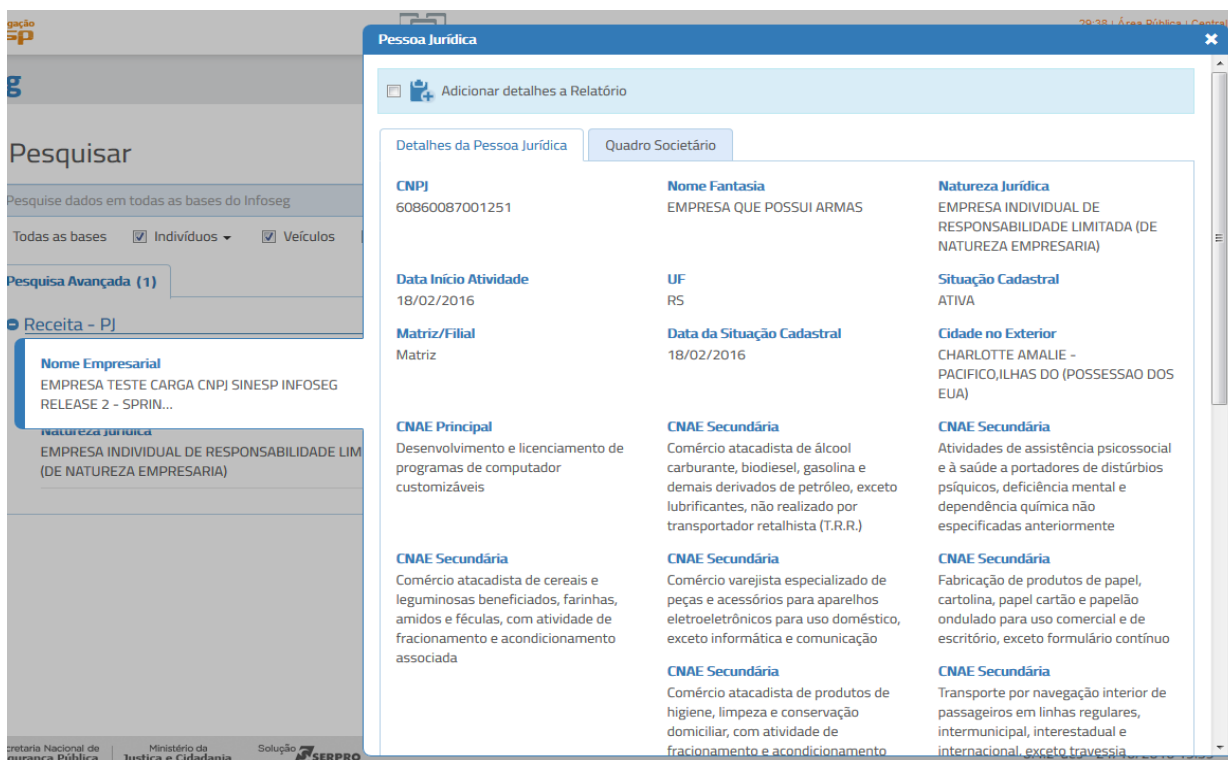 Pessoa Jurídica
Adicionar detalhes a Relatório
Pesquisar
Pesquise dados em todas as bases do Infoseg
Todas as bases Indivíduos Veículos
Pesquisa Avançada (1)
Receita - PJ
Nome Empresarial
EMPRESA TESTE CARGA CNPJ SINESP INFOSEG
RELEASE 2 - SPRIN...
Natureza Jurídica
EMPRESA INDIVIDUAL DE RESPONSABILIDADE LIM
(DE NATUREZA EMPRESARIA)
Detalhes da Pessoa Jurídica Quadro Societário
CNPJ Nome Fantasia Natureza Jurídica
60860087001251 EMPRESA QUE POSSUI ARMAS EMPRESA INDIVIDUAL DE
RESPONSABILIDADE LIMITADA (DE
NATUREZA EMPRESARIA)
Data Início Atividade UF Situação Cadastral
18/02/2016 RS ATIVA
Matriz/Filial Data da Situação Cadastral Cidade no Exterior
Matriz 18/02/2016 CHARLOTTE AMALIE -
PACIFICO,ILHAS DO (POSSESSAO DOS
EUA)
CNAE Principal
Desenvolvimento e licenciamento de
programas de computador
customizáveis
CNAE Secundária
Comércio atacadista de álcool
carburante, biodiesel, gasolina e
demais derivados de petróleo, exceto
lubrificantes, não realizado por
transportador retalhista (T.R.R.)
CNAE Secundária
Atividades de assistência psicossocial
e à saúde a portadores de distúrbios
psíquicos, deficiência mental e
dependência química não
especificadas anteriormente
CNAE Secundária
Comércio atacadista de cereais e
leguminosas beneficiados, farinhas,
amidos e féculas, com atividade de
fracionamento e acondicionamento
associada
CNAE Secundária
Comércio varejista especializado de
peças e acessórios para aparelhos
eletroeletrônicos para uso doméstico,
exceto informática e comunicação
CNAE Secundária
Fabricação de produtos de papel,
cartolina, papel cartão e papelão
ondulado para uso comercial e de
escritório, exceto formulário contínuo
CNAE Secundária
Comércio atacadista de produtos de
higiene, limpeza e conservação
domiciliar, com atividade de
fracionamento e acondicionamento
CNAE Secundária
Transporte por navegação interior de
passageiros em linhas regulares,
intermunicipal, interestadual e
internacional, exceto travessia
Ministério da
Justiça e Cidadania
Solução SERPRO